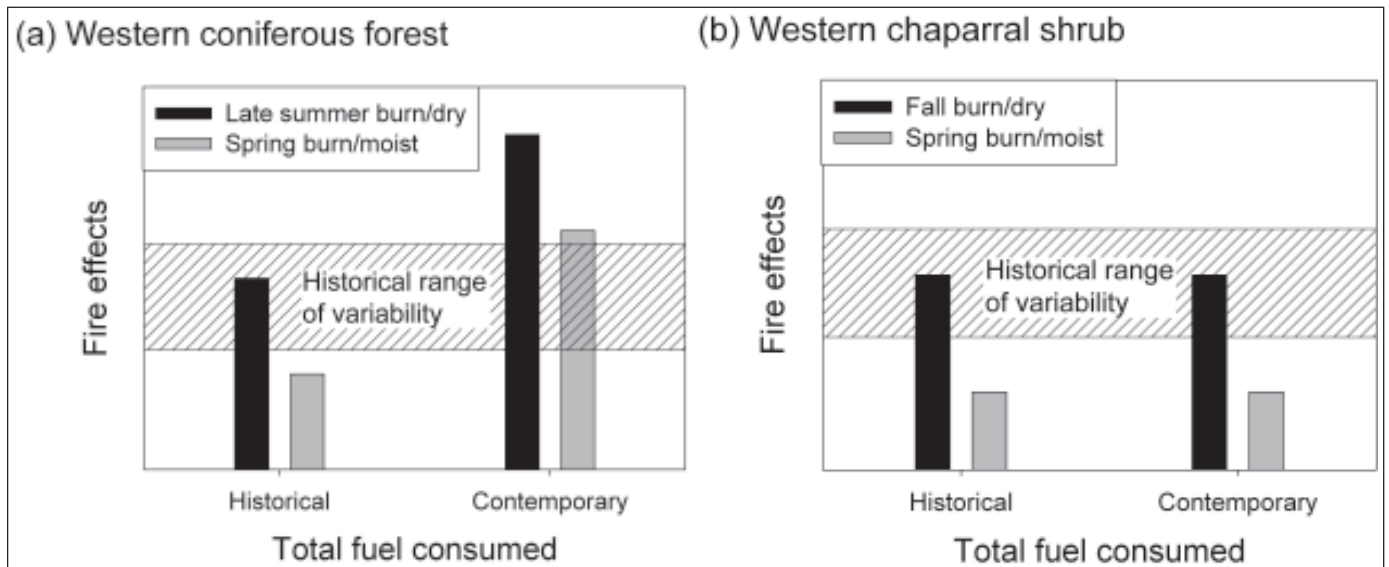 (a) Western coniferous forest
Late summer burn/dry
Spring burn/moist
Fire effects
Historical range
of variability
Historical
Contemporary
Total fuel consumed
(b) Western chaparral shrub
Fall burn/dry
Spring burn/moist
Fire effects
Historical range
of variability
Historical
Contemporary
Total fuel consumed